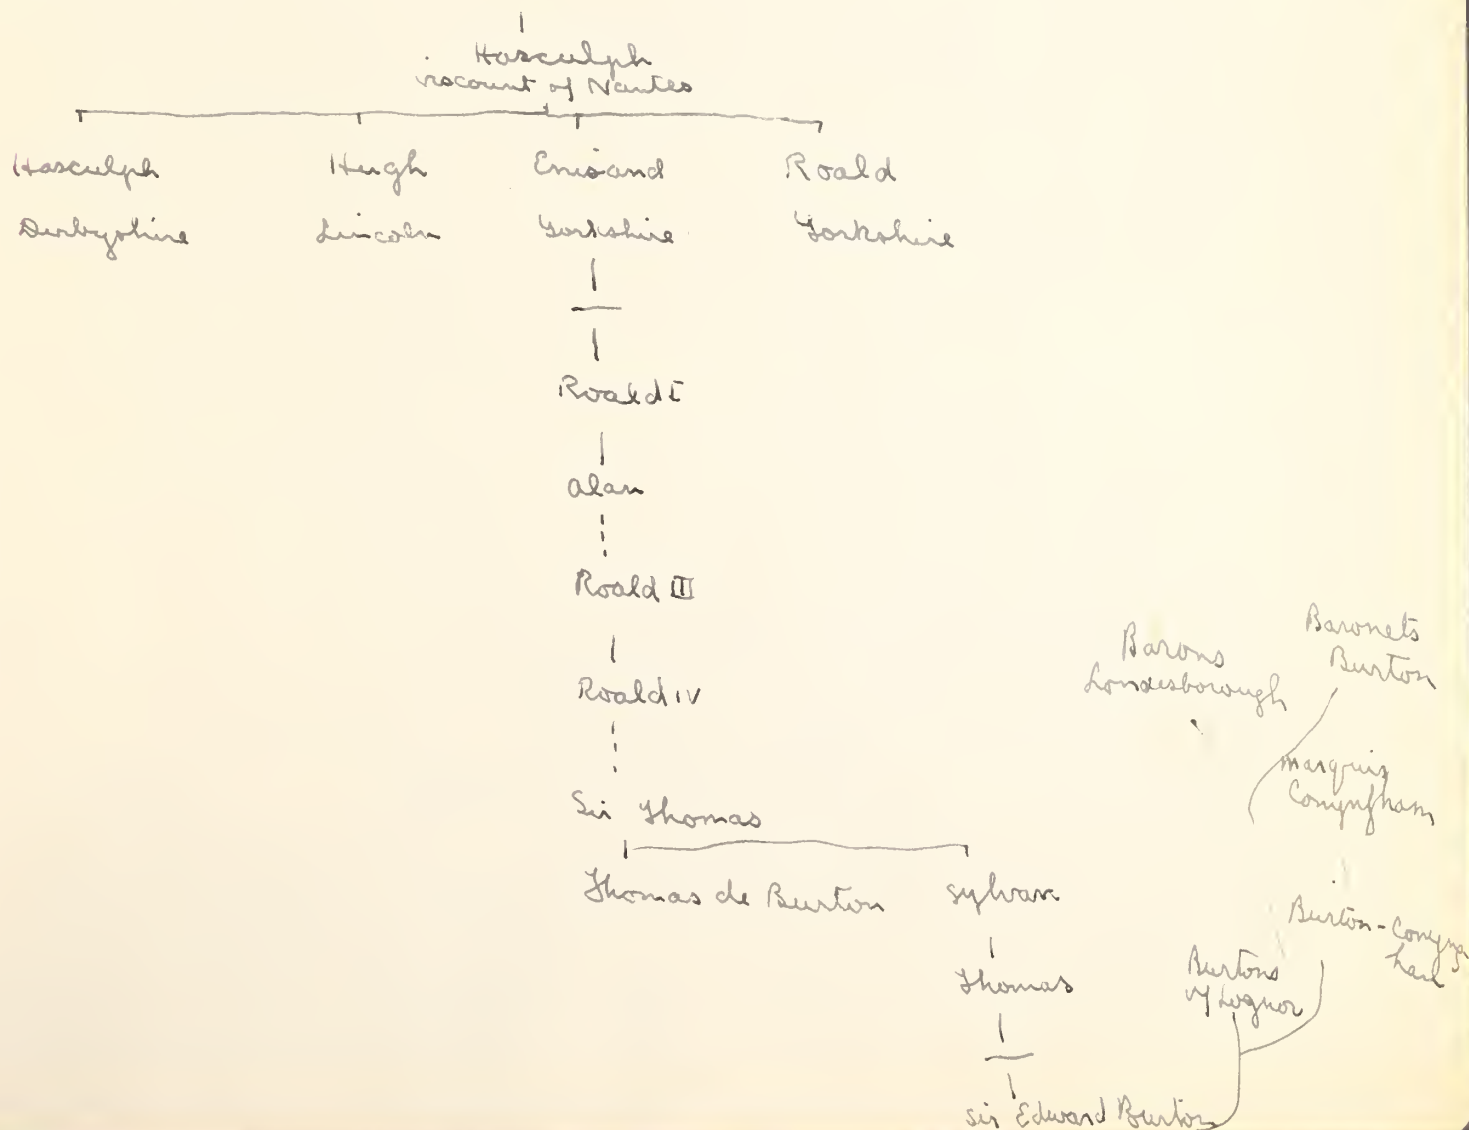 Hasculph
viscount of Nantes
Hasculph Hugh Enisand Roald
Derbyshire Lincoln Yorkshire Yorkshire
Roald I
Alan
Roald III
Roald IV
Sir Thomas
Thomas de Burton Sylvan
Thomas
Sir Edward Burton
Barons
Londesborough
Baronets
Burton
Marquis
Conyngham
Burton-Conyng
ham
Burtons
of Lognor